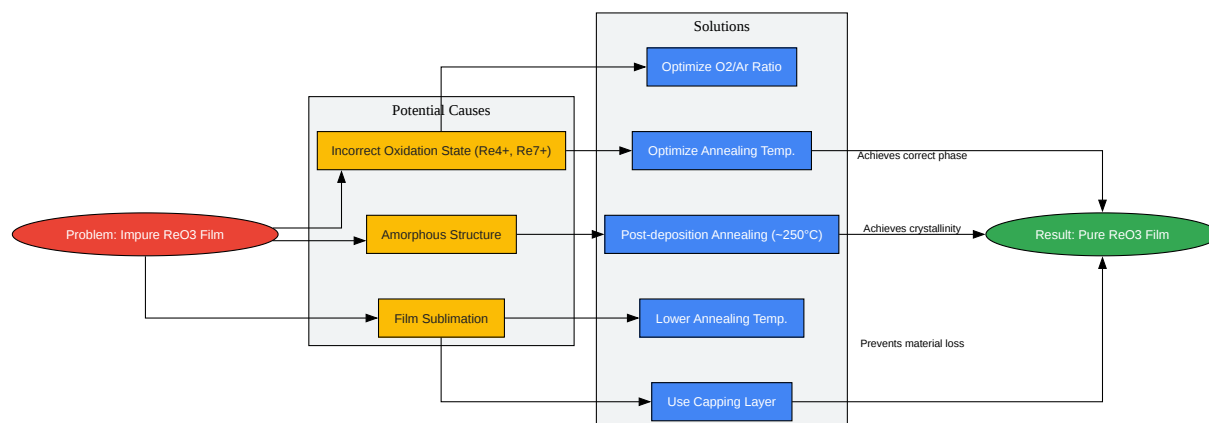 Solutions
Optimize O2/Ar Ratio
Potential Causes
Incorrect Oxidation State (Re4+, Re7+)
Optimize Annealing Temp.
Achieves correct phase
Problem: Impure ReO3 Film
Amorphous Structure
Post-deposition Annealing (~250°C)
Achieves crystallinity
Result: Pure ReO3 Film
Film Sublimation
Lower Annealing Temp.
Prevents material loss
Use Capping Layer